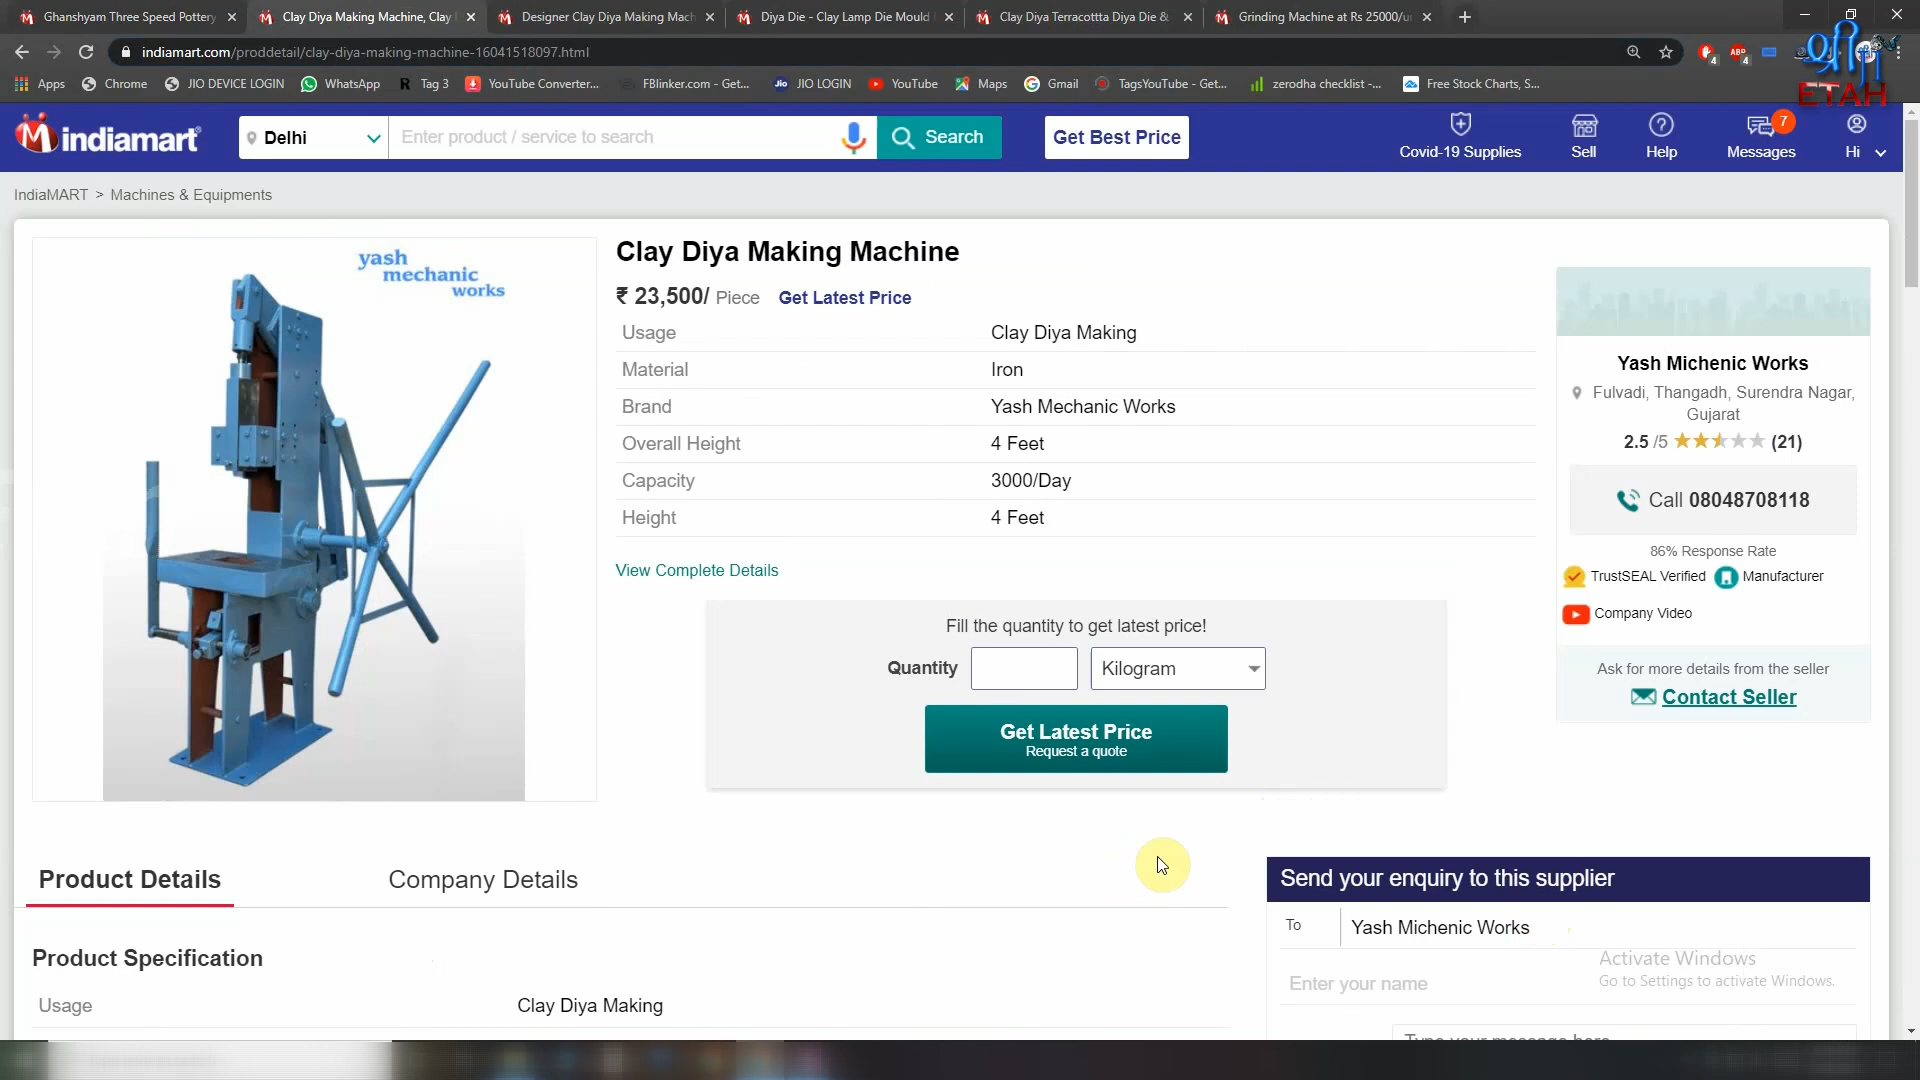 Ghanshyam Three Speed Pottery
Clay Diya Making Machine, Clay
Designer Clay Diya Making Mach
Diya Die - Clay Lamp Die Mould
Clay Diya Terracottta Diya Die &
Grinding Machine at Rs 25000/u
indiamart.com/proddetail/clay-diya-making-machine-16041518097.html
4
ABP
4
श्रीजी
ETAH
Apps
Chrome
JIO DEVICE LOGIN
WhatsApp
R Tag 3
YouTube Converter...
FBlinker.com - Get...
Jio JIO LOGIN
YouTube
Maps
Gmail
TagsYouTube - Get...
zerodha checklist -...
Free Stock Charts, S...
indiamart
Delhi
Enter product / service to search
Search
Get Best Price
Covid-19 Supplies
Sell
Help
7
Messages
Hi
IndiaMART > Machines & Equipments
yash
mechanic
works
Clay Diya Making Machine
₹ 23,500/ Piece Get Latest Price
Usage Clay Diya Making
Material Iron
Brand Yash Mechanic Works
Overall Height 4 Feet
Capacity 3000/Day
Height 4 Feet
View Complete Details
Fill the quantity to get latest price!
Quantity Kilogram
Get Latest Price
Request a quote
Yash Michenic Works
Fulvadi, Thangadh, Surendra Nagar,
Gujarat
2.5 /5 (21)
Call 08048708118
86% Response Rate
TrustSEAL Verified Manufacturer
Company Video
Ask for more details from the seller
Contact Seller
Product Details Company Details
Product Specification
Usage Clay Diya Making
Send your enquiry to this supplier
To Yash Michenic Works
Enter your name
Type your message here
Activate Windows
Go to Settings to activate Windows.